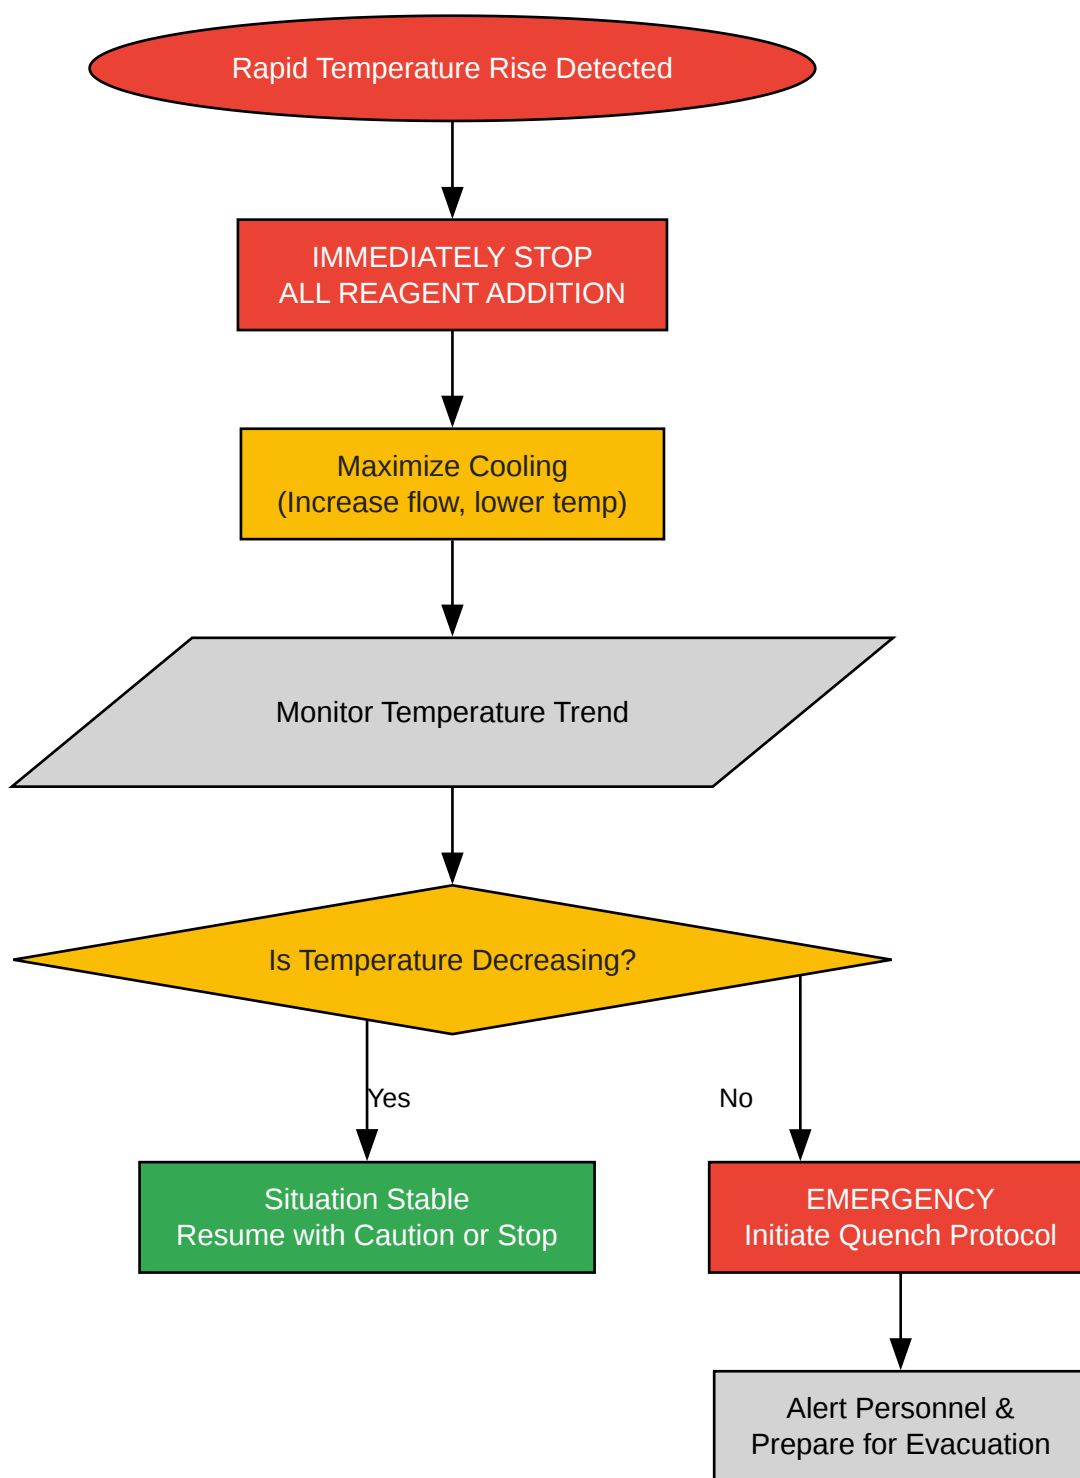 Rapid Temperature Rise Detected
IMMEDIATELY STOP
ALL REAGENT ADDITION
Maximize Cooling
(Increase flow, lower temp)
Monitor Temperature Trend
Is Temperature Decreasing?
Yes
No
Situation Stable
Resume with Caution or Stop
EMERGENCY
Initiate Quench Protocol
Alert Personnel &
Prepare for Evacuation